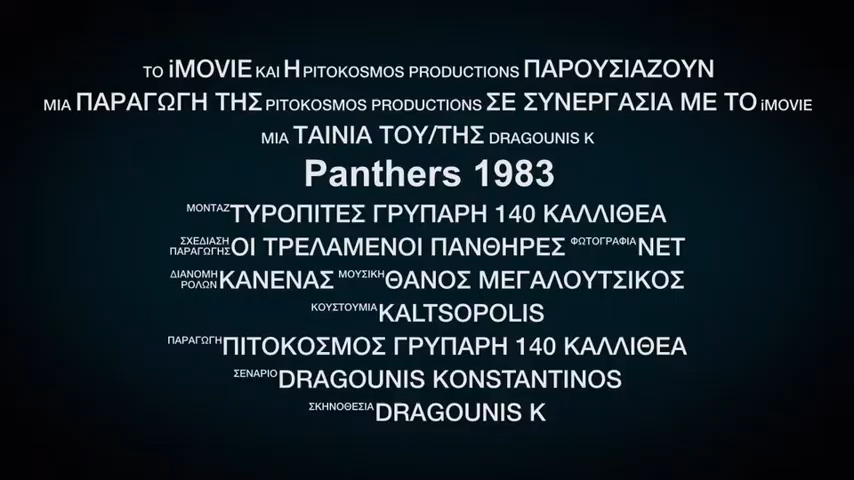 ΤΟ iMOVIE ΚΑΙ Η PITOKOSMOS PRODUCTIONS ΠΑΡΟΥΣΙΑΖΟΥΝ
ΜΙΑ ΠΑΡΑΓΩΓΗ ΤΗΣ PITOKOSMOS PRODUCTIONS ΣΕ ΣΥΝΕΡΓΑΣΙΑ ΜΕ ΤΟ iMOVIE
ΜΙΑ ΤΑΙΝΙΑ ΤΟΥ/ΤΗΣ DRAGOUNIS K
Panthers 1983
ΜΟΝΤΑΖ ΤΥΡΟΠΙΤΕΣ ΓΡΥΠΑΡΗ 140 ΚΑΛΛΙΘΕΑ
ΣΧΕΔΙΑΣΗ ΠΑΡΑΓΩΓΗΣ ΟΙ ΤΡΕΛΑΜΕΝΟΙ ΠΑΝΘΗΡΕΣ ΦΩΤΟΓΡΑΦΙΑ NET
ΔΙΑΝΟΜΗ ΡΟΛΩΝ ΚΑΝΕΝΑΣ ΜΟΥΣΙΚΗ ΘΑΝΟΣ ΜΕΓΑΛΟΥΤΣΙΚΟΣ
ΚΟΥΣΤΟΥΜΙΑ KALTSOPOLIS
ΠΑΡΑΓΩΓΗ ΠΙΤΟΚΟΣΜΟΣ ΓΡΥΠΑΡΗ 140 ΚΑΛΛΙΘΕΑ
ΣΕΝΑΡΙΟ DRAGOUNIS KONSTANTINOS
ΣΚΗΝΟΘΕΣΙΑ DRAGOUNIS K